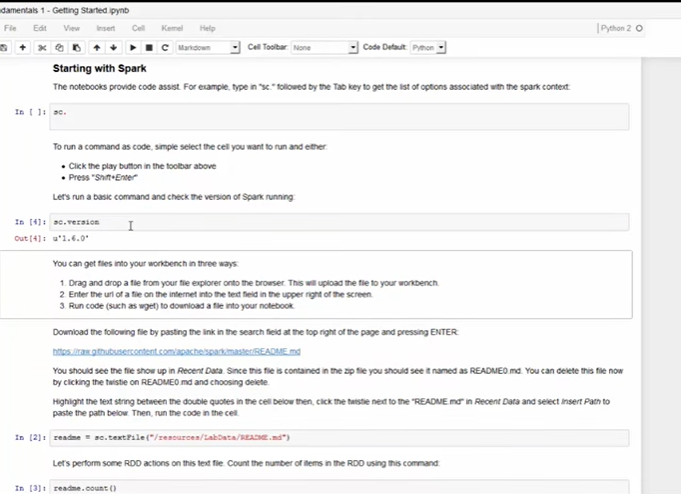 damentals 1 - Getting Started.ipynb
File Edit View Insert Cell Kernel Help
Python 2
Markdown Cell Toolbar: None Code Default: Python
Starting with Spark
The notebooks provide code assist. For example, type in "sc." followed by the Tab key to get the list of options associated with the spark context:
In [ ]: sc.
To run a command as code, simple select the cell you want to run and either:
• Click the play button in the toolbar above
• Press "Shift+Enter"
Let's run a basic command and check the version of Spark running:
In [4]: sc.version
Out[4]: u'1.6.0'
You can get files into your workbench in three ways:
1. Drag and drop a file from your file explorer onto the browser. This will upload the file to your workbench.
2. Enter the url of a file on the internet into the text field in the upper right of the screen.
3. Run code (such as wget) to download a file into your notebook.
Download the following file by pasting the link in the search field at the top right of the page and pressing ENTER:
https://raw.githubusercontent.com/apache/spark/master/README.md
You should see the file show up in Recent Data. Since this file is contained in the zip file you should see it named as README0.md. You can delete this file now
by clicking the twistie on README0.md and choosing delete.
Highlight the text string between the double quotes in the cell below then, click the twistie next to the "README.md" in Recent Data and select Insert Path to
paste the path below. Then, run the code in the cell.
In [2]: readme = sc.textFile("/resources/LabData/README.md")
Let's perform some RDD actions on this text file. Count the number of items in the RDD using this command:
In [3]: readme.count()